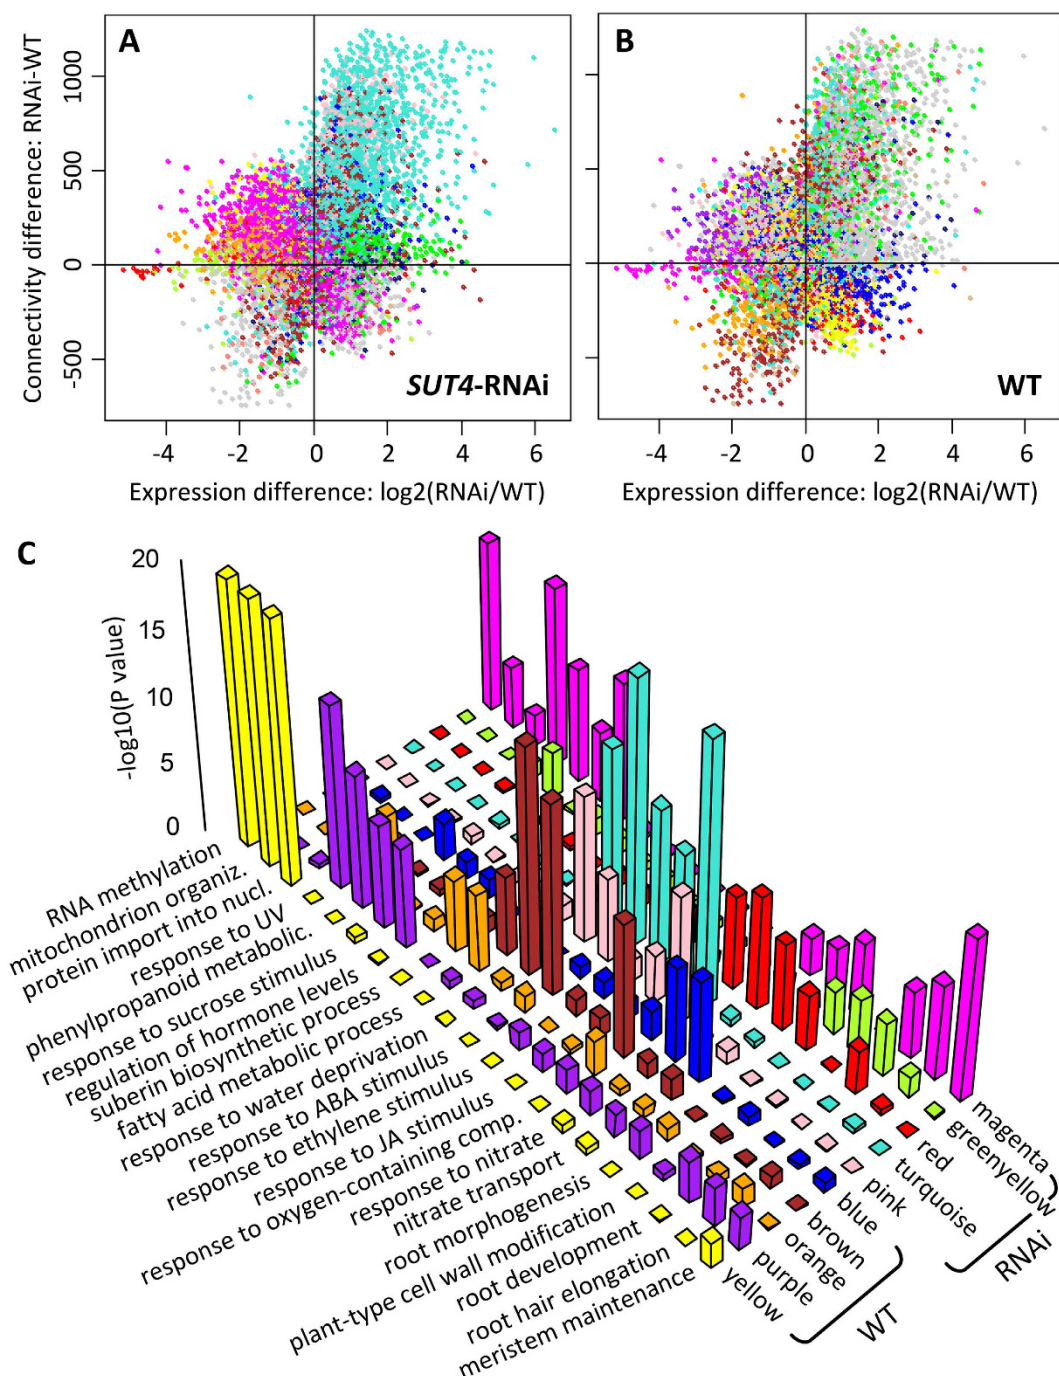 A
B
Connectivity difference: RNAi-WT
1000
500
0
-500
SUT4-RNAi
WT
-4
-2
0
2
4
6
-4
-2
0
2
4
6
Expression difference: log2(RNAi/WT)
Expression difference: log2(RNAi/WT)
C
20
15
10
5
0
-log10(P value)
RNA methylation
mitochondrion organiz.
protein import into nucl.
response to UV
phenylpropanoid metabolic.
response to sucrose stimulus
regulation of hormone levels
suberin biosynthetic process
fatty acid metabolic process
response to water deprivation
response to ABA stimulus
response to ethylene stimulus
response to JA stimulus
response to oxygen-containing comp.
response to nitrate
nitrate transport
root morphogenesis
plant-type cell wall modification
root development
root hair elongation
meristem maintenance
yellow
purple
orange
brown
blue
pink
turquoise
red
greenyellow
magenta
WT
RNAi